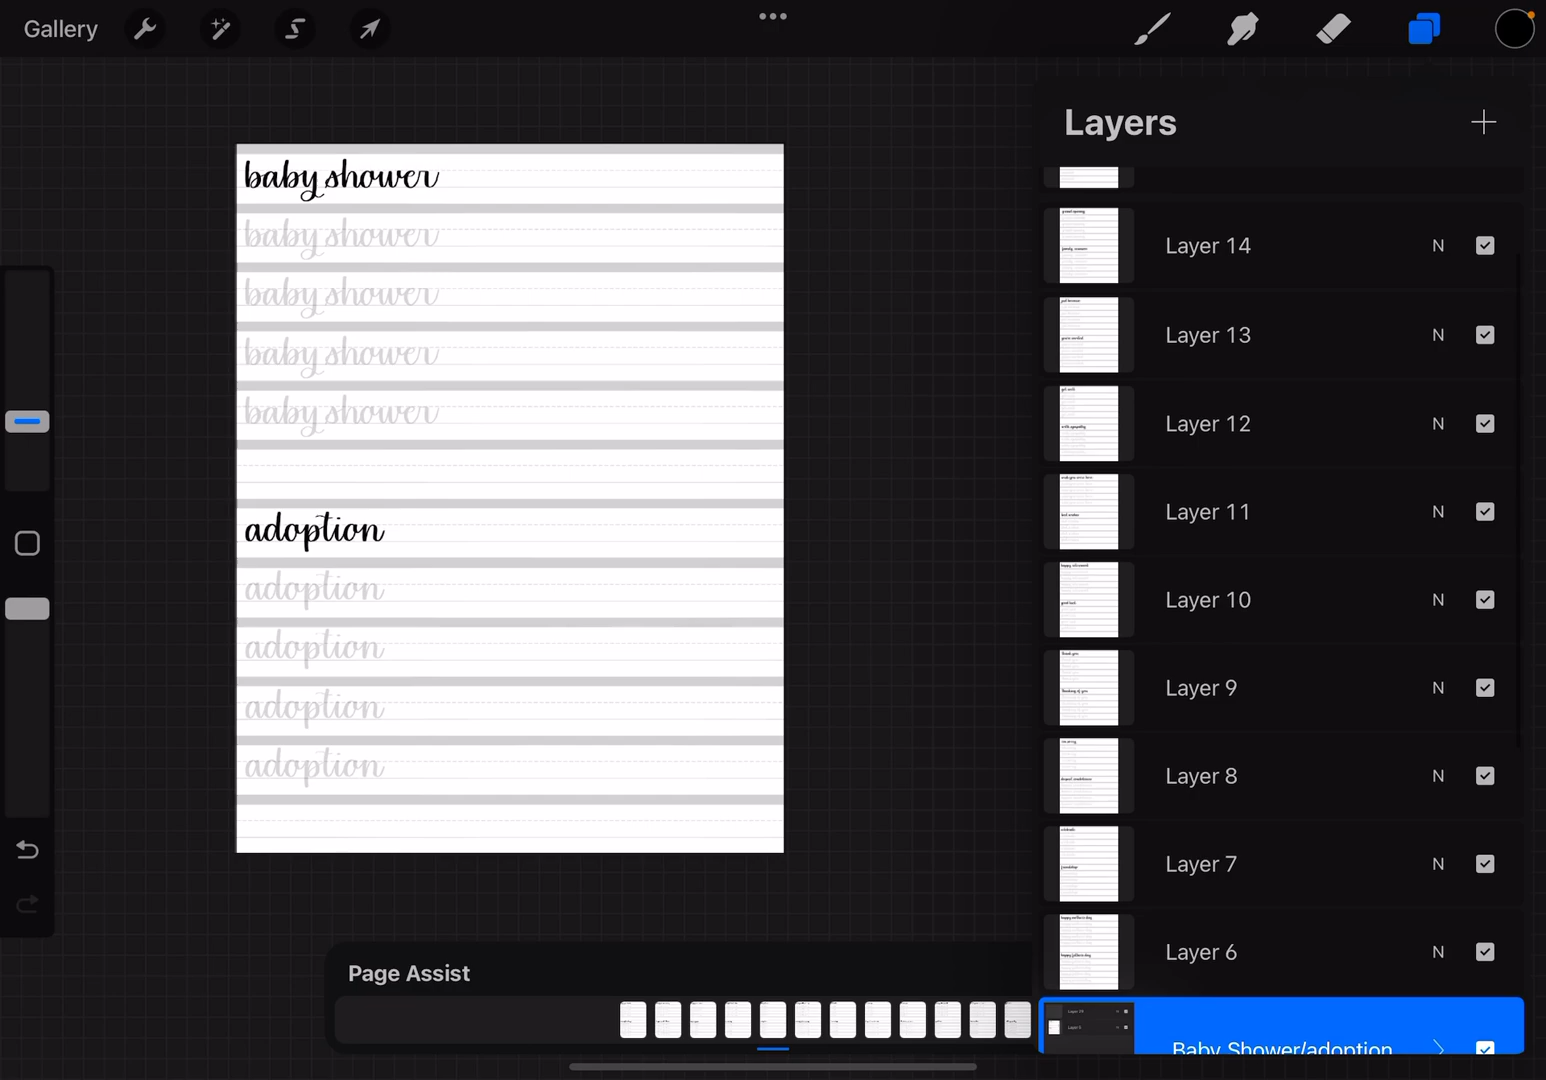 Gallery
Layers
baby shower
baby shower
baby shower
baby shower
baby shower
adoption
adoption
adoption
adoption
adoption
Layer 14 N
Layer 13 N
Layer 12 N
Layer 11 N
Layer 10 N
Layer 9 N
Layer 8 N
Layer 7 N
Layer 6 N
Baby Shower/adoption
Page Assist